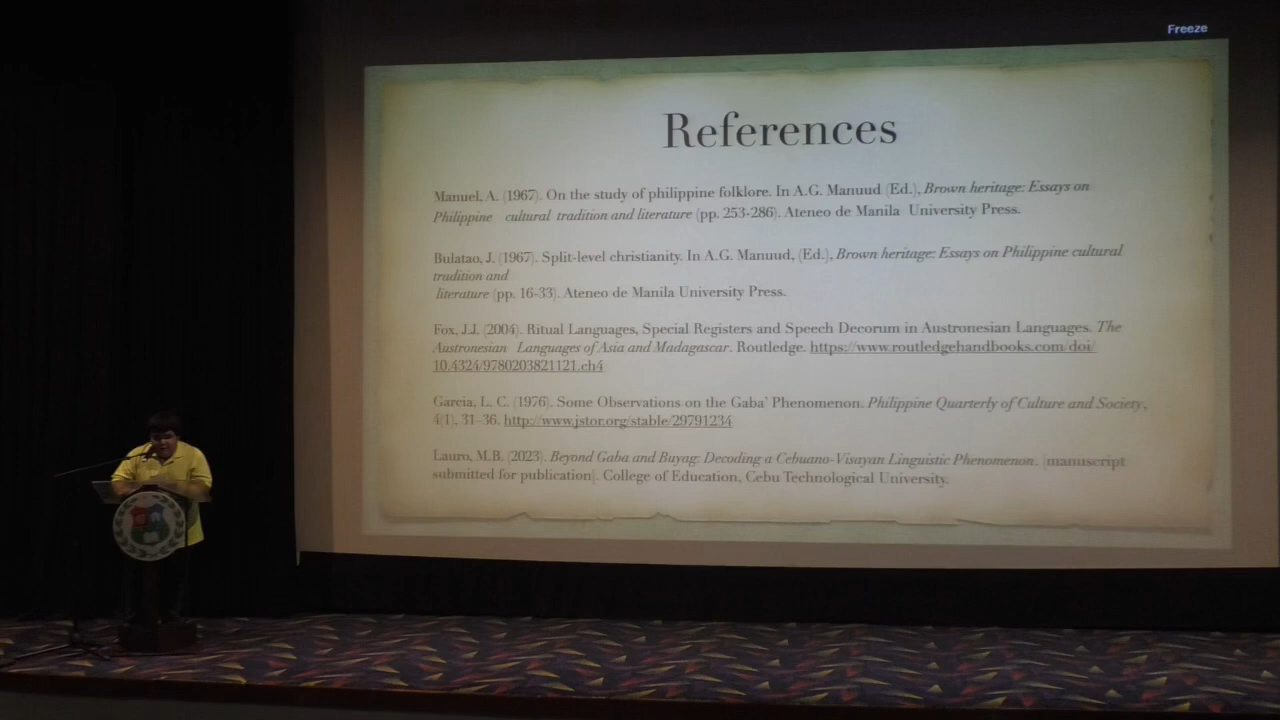 Freeze
References
Manuel, A. (1967). On the study of philippine folklore. In A.G. Manuud (Ed.), Brown heritage: Essays on
Philippine cultural tradition and literature (pp. 253-286). Ateneo de Manila University Press.
Bulatao, J. (1967). Split-level christianity. In A.G. Manuud, (Ed.), Brown heritage: Essays on Philippine cultural
tradition and
literature (pp. 16-33). Ateneo de Manila University Press.
Fox, J.J. (2004). Ritual Languages, Special Registers and Speech Decorum in Austronesian Languages. The
Austronesian Languages of Asia and Madagascar. Routledge. https://www.routledgehandbooks.com/doi/
10.4324/9780203821121.ch4
Garcia, L. C. (1976). Some Observations on the Gaba' Phenomenon. Philippine Quarterly of Culture and Society,
4(1), 31–36. http://www.jstor.org/stable/29791234
Lauro, M.B. (2023). Beyond Gaba and Buyag: Decoding a Cebuano-Visayan Linguistic Phenomenon. [manuscript
submitted for publication]. College of Education, Cebu Technological University.